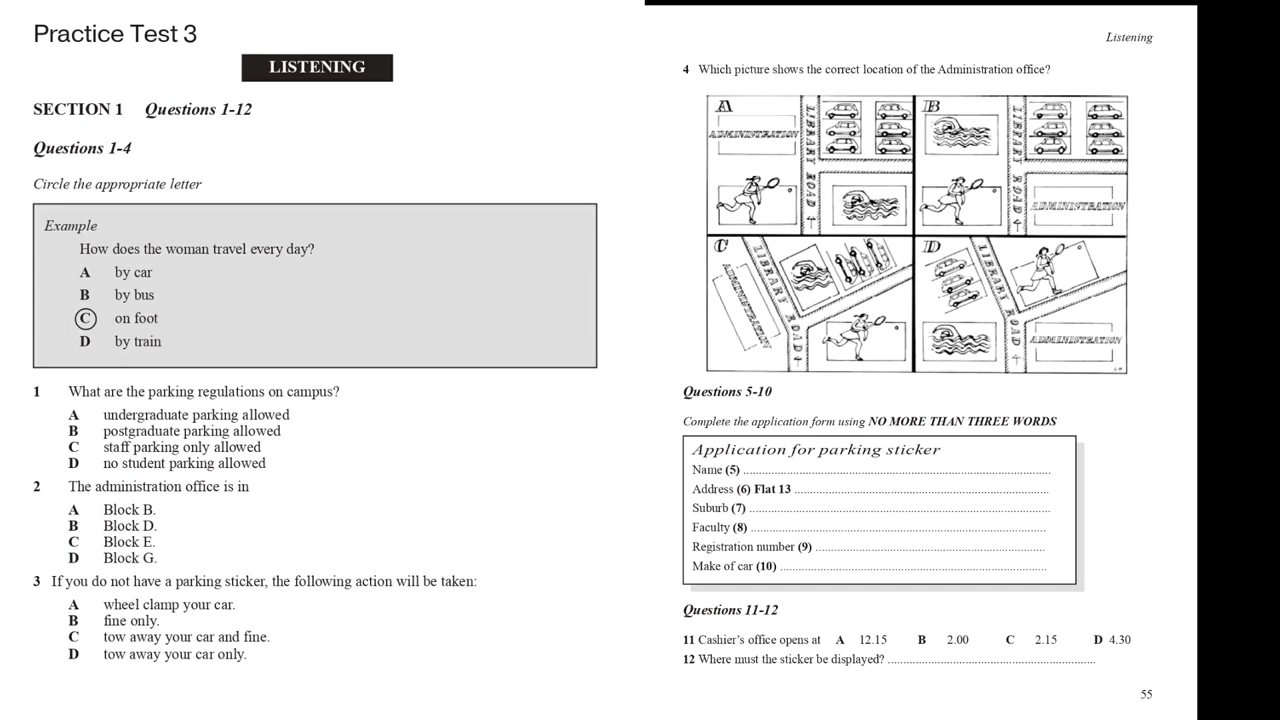 Practice Test 3
LISTENING
SECTION 1 Questions 1-12
Questions 1-4
Circle the appropriate letter
Example
How does the woman travel every day?
A by car
B by bus
C on foot
D by train
1 What are the parking regulations on campus?
A undergraduate parking allowed
B postgraduate parking allowed
C staff parking only allowed
D no student parking allowed
2 The administration office is in
A Block B.
B Block D.
C Block E.
D Block G.
3 If you do not have a parking sticker, the following action will be taken:
A wheel clamp your car.
B fine only.
C tow away your car and fine.
D tow away your car only.
Listening
4 Which picture shows the correct location of the Administration office?
A
ADMINISTRATION
LIBRARY ROAD
B
LIBRARY ROAD
ADMINISTRATION
C
ADMINISTRATION
LIBRARY ROAD
D
LIBRARY ROAD
ADMINISTRATION
Questions 5-10
Complete the application form using NO MORE THAN THREE WORDS
Application for parking sticker
Name (5) ..........................................................................................
Address (6) Flat 13 ..........................................................................
Suburb (7) ........................................................................................
Faculty (8) .......................................................................................
Registration number (9) ...................................................................
Make of car (10) ..............................................................................
Questions 11-12
11 Cashier's office opens at A 12.15 B 2.00 C 2.15 D 4.30
12 Where must the sticker be displayed? .............................................................
55